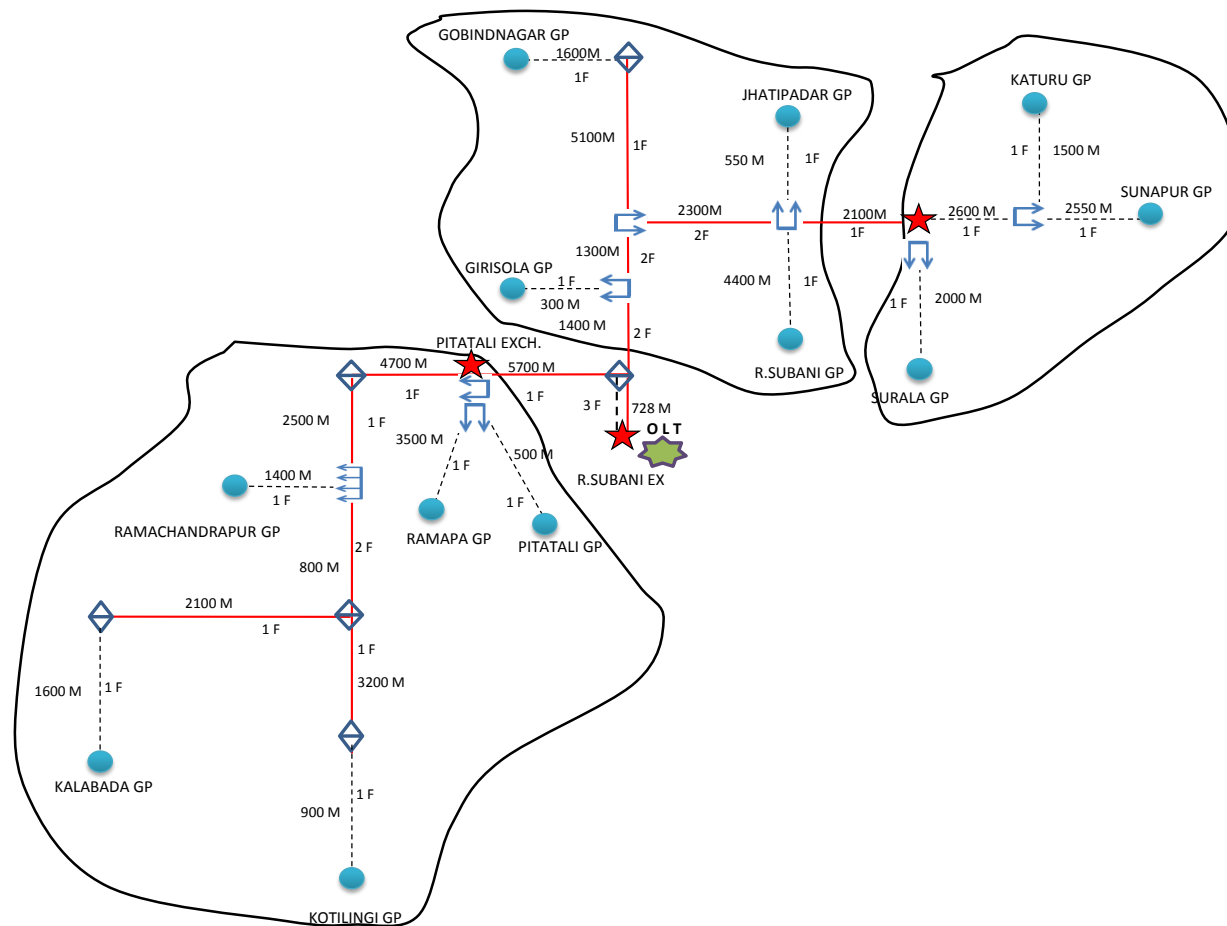 GOBINDNAGAR GP
1600M
1F
5100M
1F
JHATIPADAR GP
550 M
1F
KATURU GP
1 F
1500 M
SUNAPUR GP
2300M
2F
2100M
1F
2600 M
1 F
2550 M
1 F
1300M
2F
GIRISOLA GP
1 F
300 M
1400 M
2 F
4400 M
1F
R.SUBANI GP
1 F
2000 M
SURALA GP
PITATALI EXCH.
4700 M
1F
5700M
1 F
3 F
728 M
O L T
R.SUBANI EX
2500 M
1 F
3500 M
1 F
500 M
1 F
1400 M
1 F
RAMACHANDRAPUR GP
RAMAPA GP
PITATALI GP
2 F
800 M
2100 M
1 F
1 F
3200 M
1600 M
1 F
KALABADA GP
1 F
900 M
KOTILINGI GP